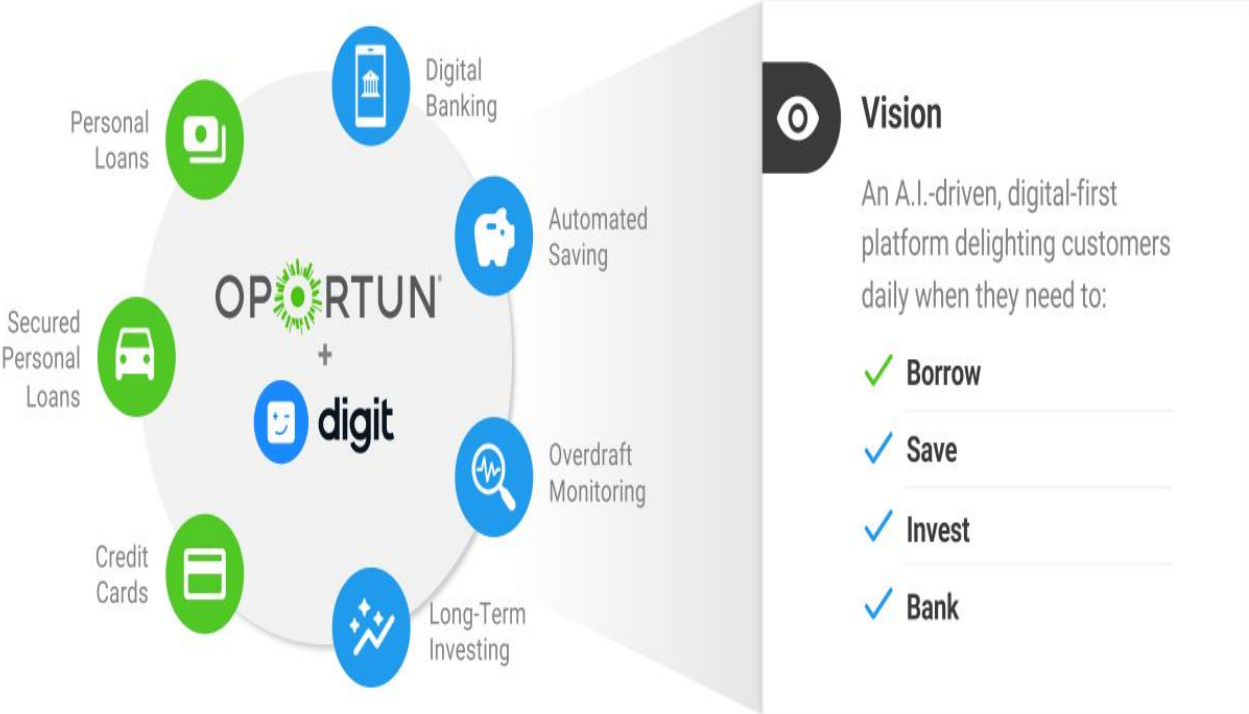 Digital
Banking
Personal
Loans
Automated
Saving
OPORTUN®
+
digit
Secured
Personal
Loans
Overdraft
Monitoring
Credit
Cards
Long-Term
Investing
Vision
An A.I.-driven, digital-first
platform delighting customers
daily when they need to:
Borrow
Save
Invest
Bank